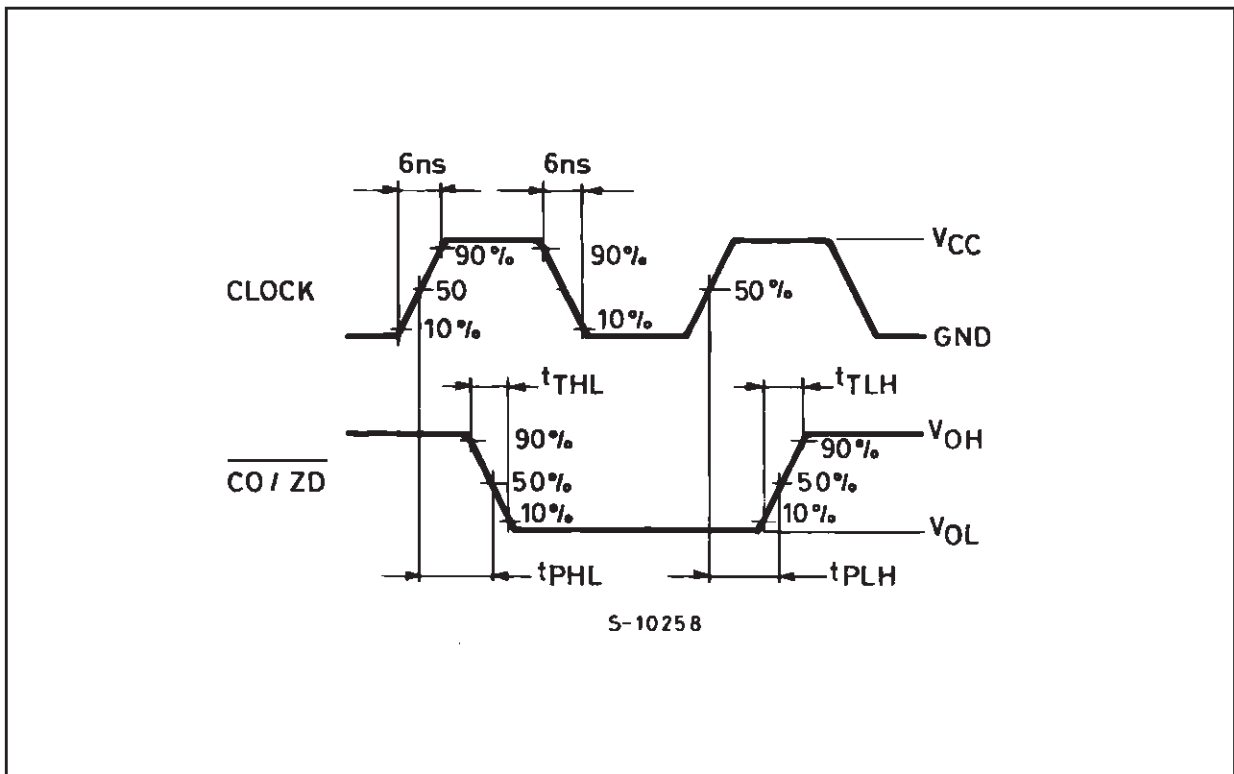 6ns 6ns
VCC
90% 90%
CLOCK 50 50%
10% 10%
GND
tTHL tTLH
VOH
90% 90%
CO / ZD 50% 50%
10% 10%
VOL
tPHL tPLH
S-10258